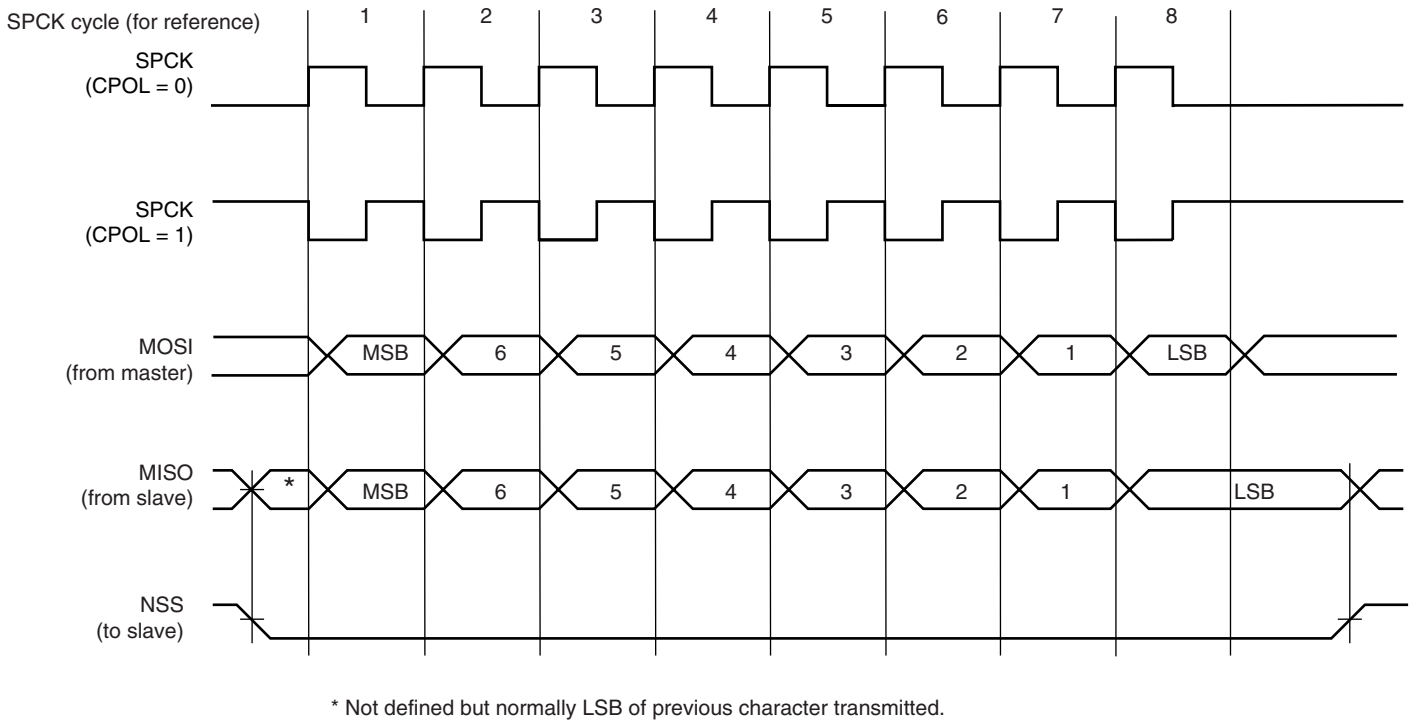 SPCK cycle (for reference)
1 2 3 4 5 6 7 8
SPCK
(CPOL = 0)
SPCK
(CPOL = 1)
MOSI
(from master)
MSB 6 5 4 3 2 1 LSB
MISO
(from slave)
* MSB 6 5 4 3 2 1 LSB
NSS
(to slave)
* Not defined but normally LSB of previous character transmitted.